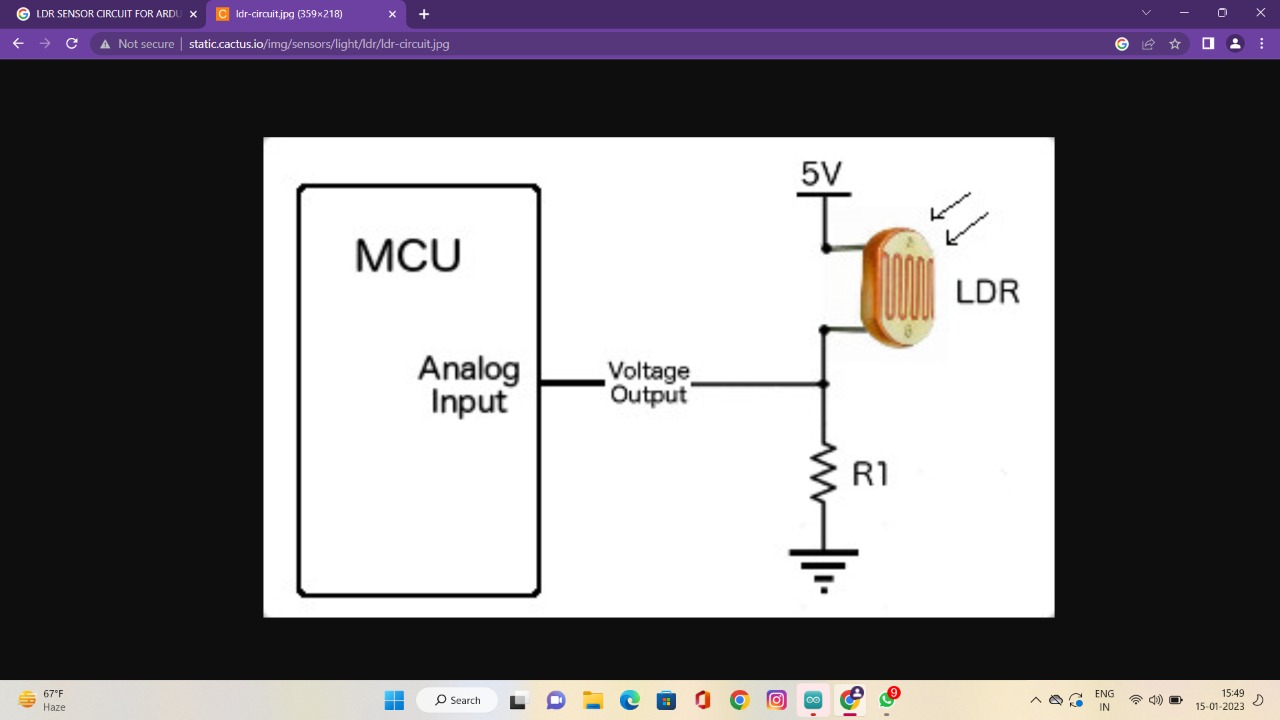 LDR SENSOR CIRCUIT FOR ARDU
ldr-circuit.jpg (359×218)
Not secure
static.cactus.io/img/sensors/light/ldr/ldr-circuit.jpg
5V
MCU
LDR
Analog
Input
Voltage
Output
R1
67°F
Haze
Search
9
ENG
IN
15:49
15-01-2023